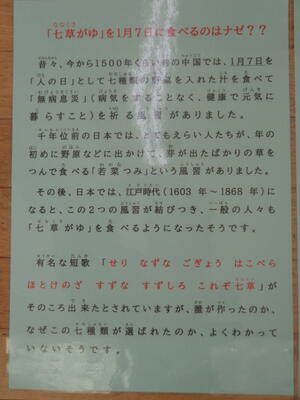 「七草がゆ」を1月7日に食べるのはナゼ??
昔々、今から1500年くらい前の中国では、1月7日を
「人の日」として七種類の野菜を入れた汁を食べて
「無病息災」(病気をすることなく、健康で元気に
暮らすこと)を祈る風習がありました。
千年位前の日本では、とてもえらい人たちが、年の
初めに野原などに出かけて、芽が出たばかりの草を
つんで食べる「若菜つみ」という風習がありました。
その後、日本では、江戸時代(1603年~1868年)に
なると、この2つの風習が結びつき、一般の人々も
「七草がゆ」を食べるようになったそうです。
有名な短歌「せり なずな ごぎょう はこべら
ほとけのざ すずな すずしろ これぞ七草」が
そのころ出来たとされていますが、誰が作ったのか、
なぜこの七種類が選ばれたのか、よくわかって
いないそうです。